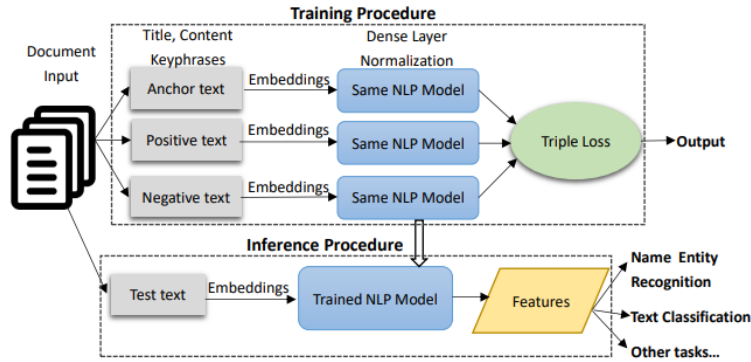 Training Procedure
Document
Input
Title, Content
Keyphrases
Dense Layer
Normalization
Anchor text
Embeddings
Same NLP Model
Positive text
Embeddings
Same NLP Model
Triple Loss
Output
Negative text
Embeddings
Same NLP Model
Inference Procedure
Test text
Embeddings
Trained NLP Model
Features
Name Entity
Recognition
Text Classification
Other tasks...